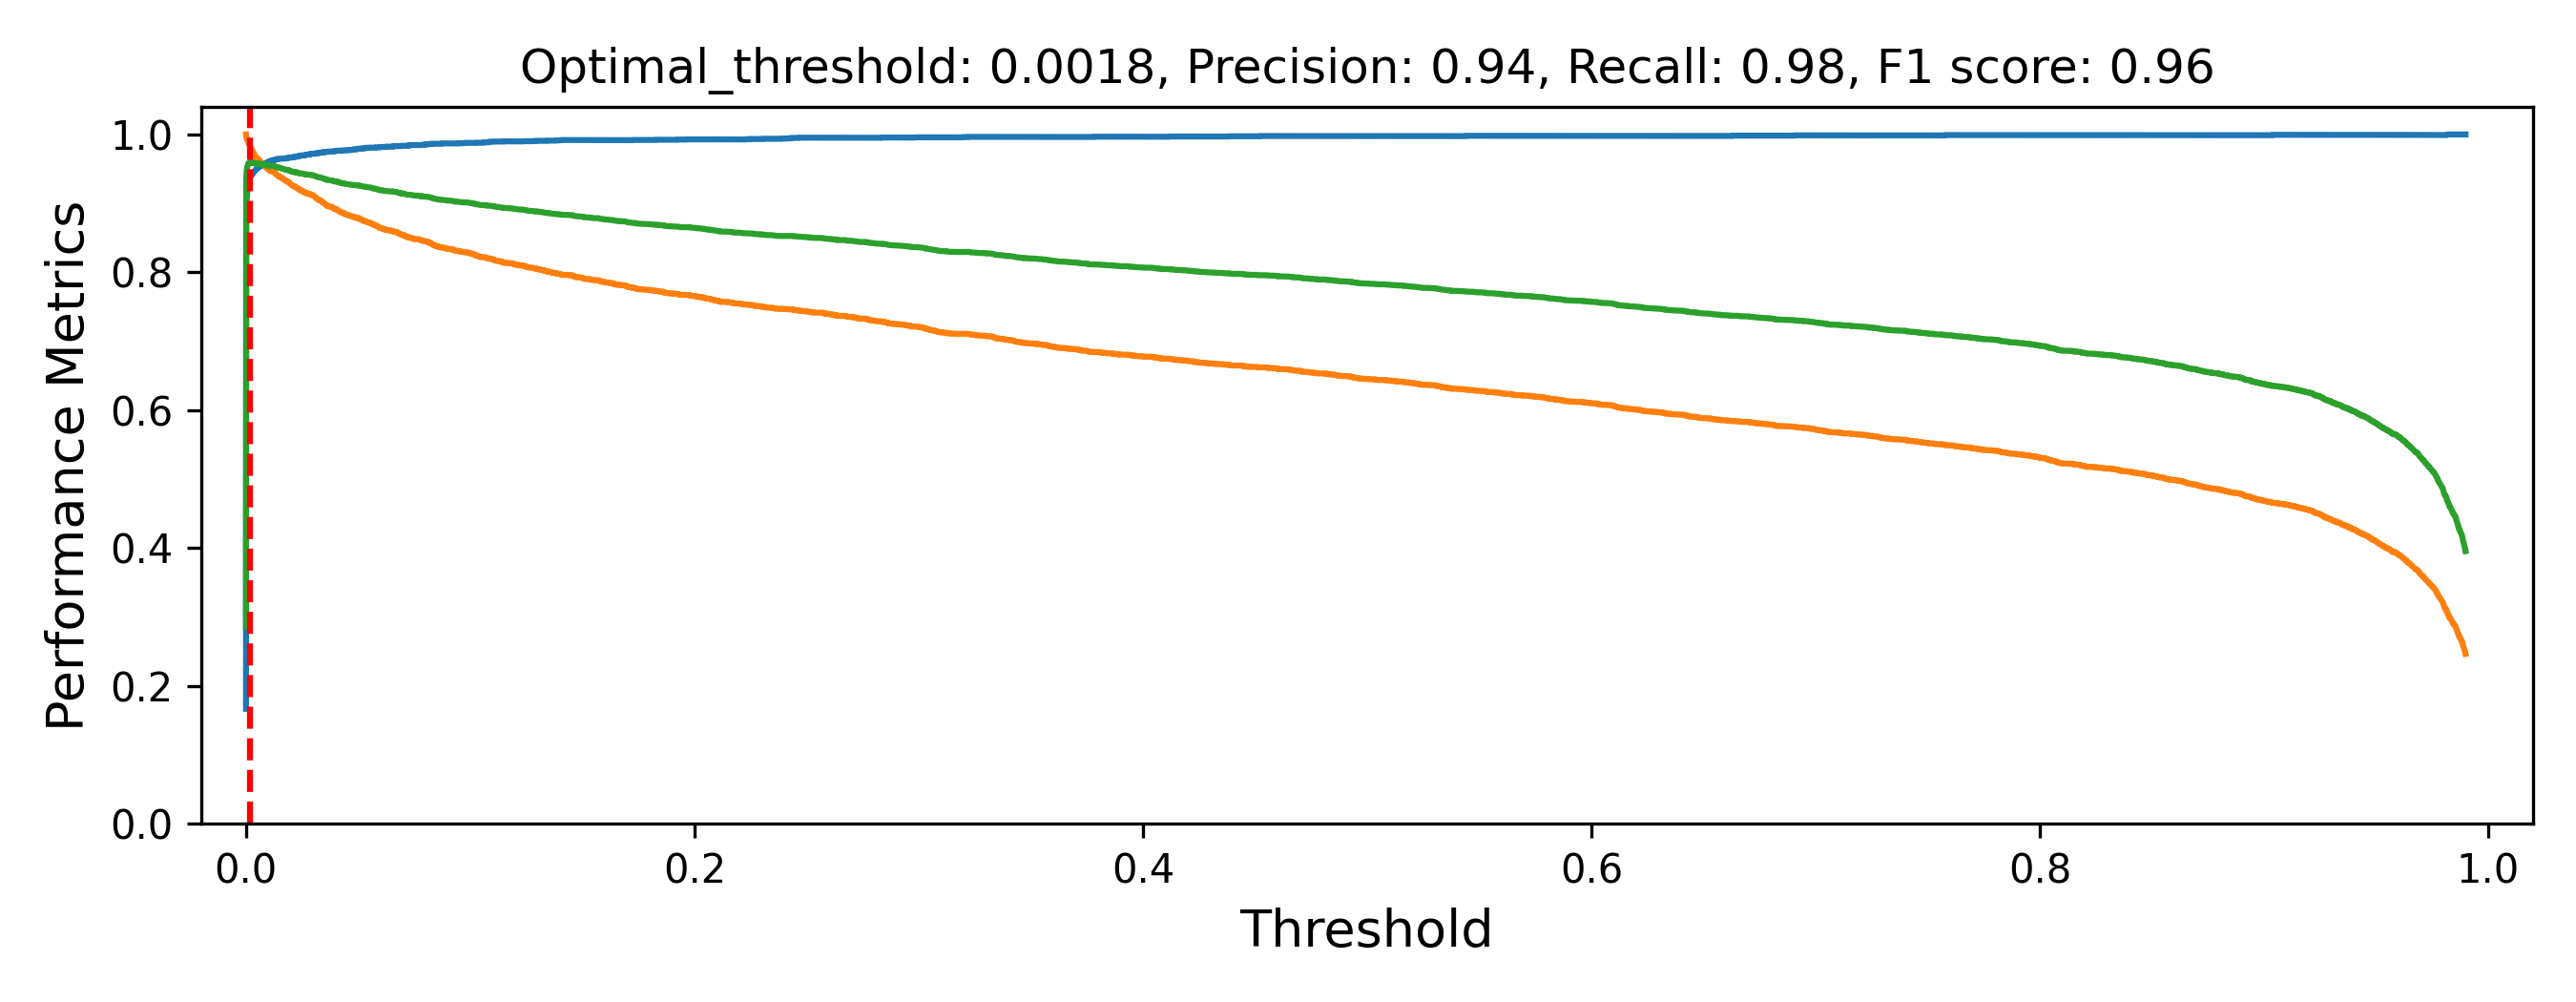 Optimal_threshold: 0.0018, Precision: 0.94, Recall: 0.98, F1 score: 0.96
1.0
0.8
0.6
0.4
0.2
0.0
Performance Metrics
0.0 0.2 0.4 0.6 0.8 1.0
Threshold